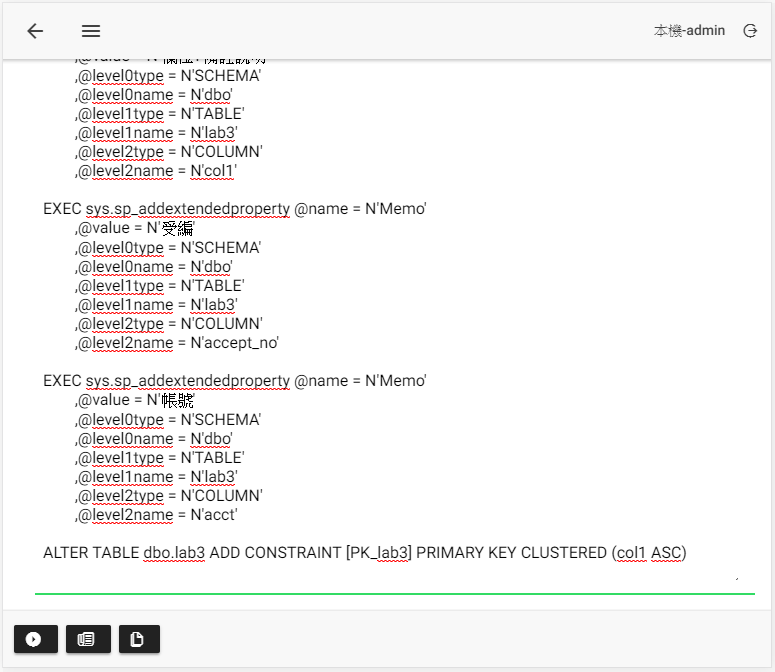 本機-admin
,@level0type = N'SCHEMA'
,@level0name = N'dbo'
,@level1type = N'TABLE'
,@level1name = N'lab3'
,@level2type = N'COLUMN'
,@level2name = N'col1'
EXEC sys.sp_addextendedproperty @name = N'Memo'
,@value = N'受編'
,@level0type = N'SCHEMA'
,@level0name = N'dbo'
,@level1type = N'TABLE'
,@level1name = N'lab3'
,@level2type = N'COLUMN'
,@level2name = N'accept_no'
EXEC sys.sp_addextendedproperty @name = N'Memo'
,@value = N'帳號'
,@level0type = N'SCHEMA'
,@level0name = N'dbo'
,@level1type = N'TABLE'
,@level1name = N'lab3'
,@level2type = N'COLUMN'
,@level2name = N'acct'
ALTER TABLE dbo.lab3 ADD CONSTRAINT [PK_lab3] PRIMARY KEY CLUSTERED (col1 ASC)